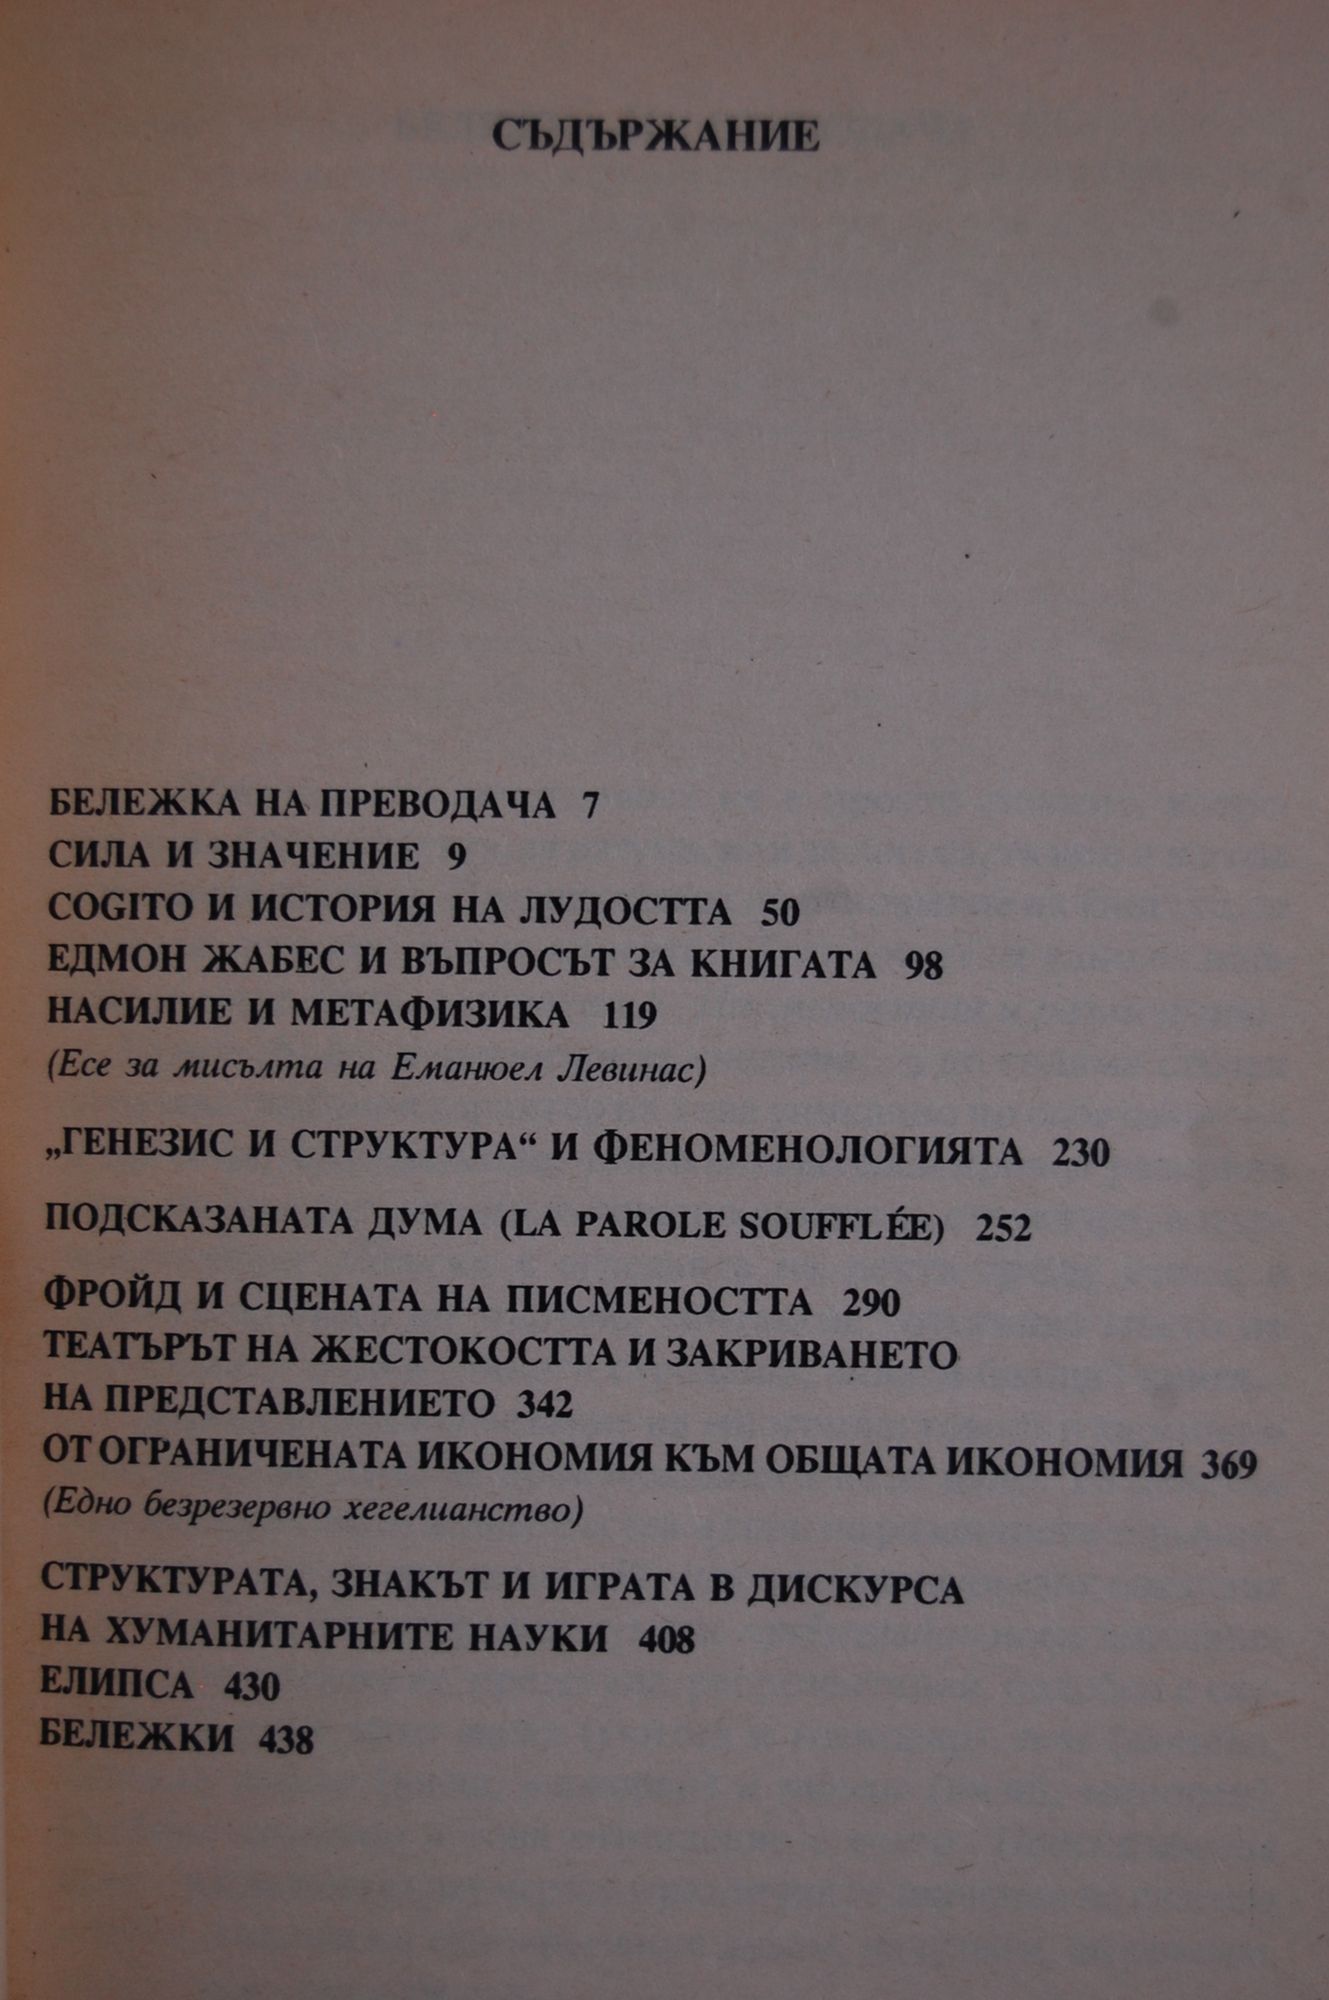 СЪДЪРЖАНИЕ
БЕЛЕЖКА НА ПРЕВОДАЧА 7
СИЛА И ЗНАЧЕНИЕ 9
COGITO И ИСТОРИЯ НА ЛУДОСТТА 50
ЕДМОН ЖАБЕС И ВЪПРОСЪТ ЗА КНИГАТА 98
НАСИЛИЕ И МЕТАФИЗИКА 119
(Есе за мисълта на Еманюел Левинас)
„ГЕНЕЗИС И СТРУКТУРА“ И ФЕНОМЕНОЛОГИЯТА 230
ПОДСКАЗАНАТА ДУМА (LA PAROLE SOUFFLÉE) 252
ФРОЙД И СЦЕНАТА НА ПИСМЕНОСТТА 290
ТЕАТЪРЪТ НА ЖЕСТОКОСТТА И ЗАКРИВАНЕТО
НА ПРЕДСТАВЛЕНИЕТО 342
ОТ ОГРАНИЧЕНАТА ИКОНОМИЯ КЪМ ОБЩАТА ИКОНОМИЯ 369
(Едно безрезервно хегелианство)
СТРУКТУРАТА, ЗНАКЪТ И ИГРАТА В ДИСКУРСА
НА ХУМАНИТАРНИТЕ НАУКИ 408
ЕЛИПСА 430
БЕЛЕЖКИ 438